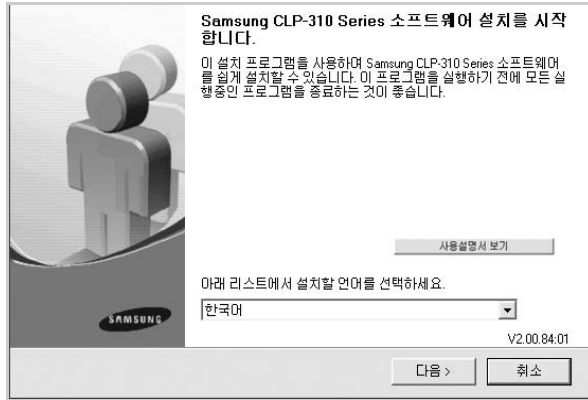 Samsung CLP-310 Series 소프트웨어 설치를 시작
합니다.
이 설치 프로그램을 사용하여 Samsung CLP-310 Series 소프트웨어
를 쉽게 설치할 수 있습니다. 이 프로그램을 실행하기 전에 모든 실
행중인 프로그램을 종료하는 것이 좋습니다.
사용설명서 보기
아래 리스트에서 설치할 언어를 선택하세요.
한국어
SAMSUNG
V2.00.84:01
다음 >
취소